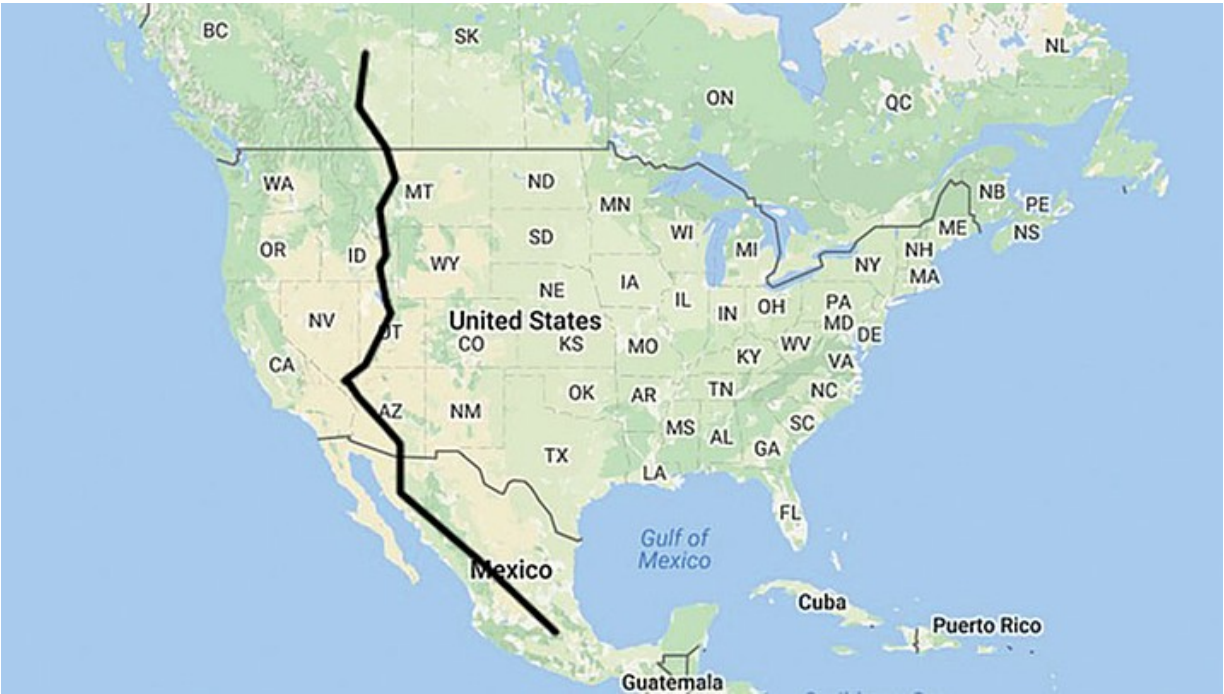 BC
SK
NL
ON
QC
WA
MT
ND
MN
NB
PE
OR
ID
WY
SD
WI
MI
ME
NS
NH
NY
MA
NV
UT
United States
NE
IA
IL
IN
OH
PA
MD
DE
CA
CO
KS
MO
KY
WV
VA
AZ
NM
OK
AR
TN
NC
SC
MS
AL
GA
TX
LA
FL
Gulf of
Mexico
Mexico
Cuba
Puerto Rico
Guatemala